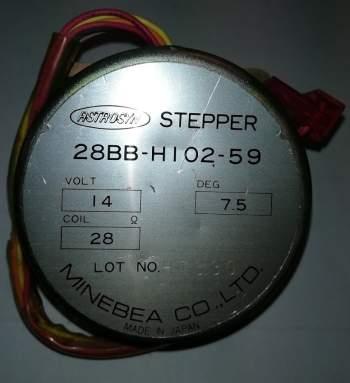 ASTROSYN STEPPER
28BB-H102-59
VOLT DEG
14 7.5
COIL Ω
28
LOT NO.
MINEBEA CO., LTD.
MADE IN JAPAN